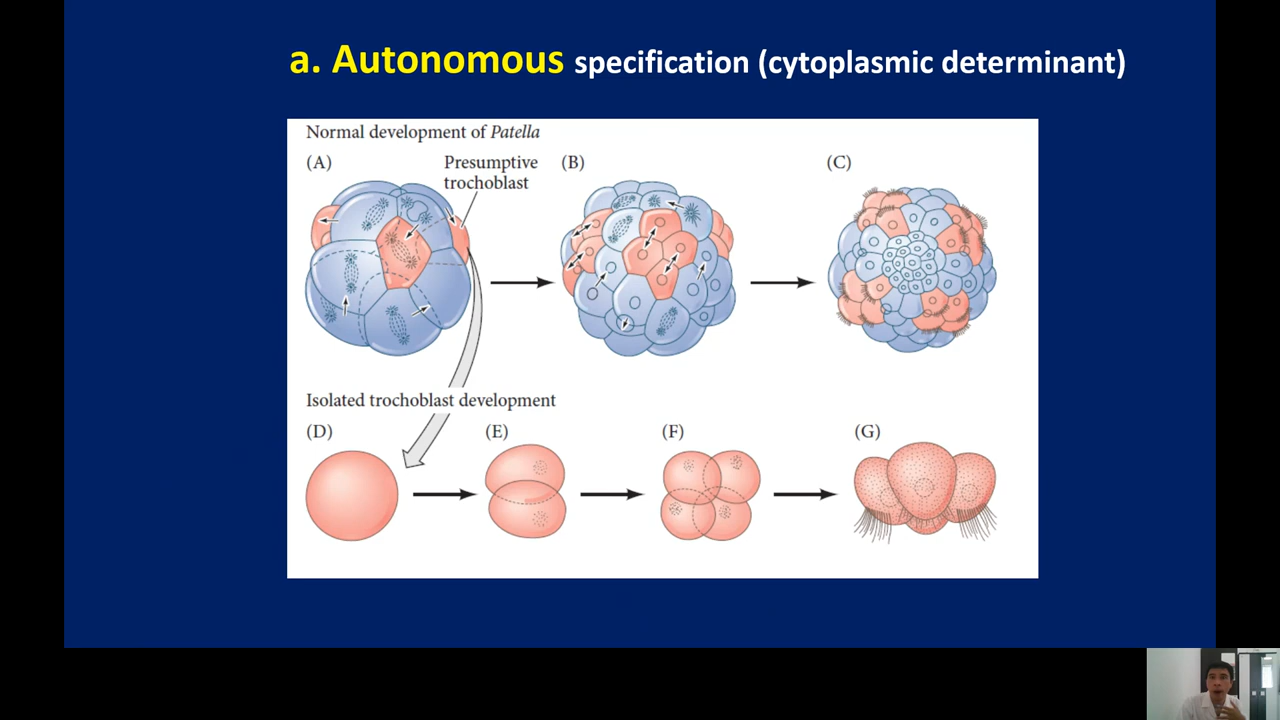 a. Autonomous specification (cytoplasmic determinant)
Normal development of Patella
(A)
Presumptive
trochoblast
(B)
(C)
Isolated trochoblast development
(D)
(E)
(F)
(G)